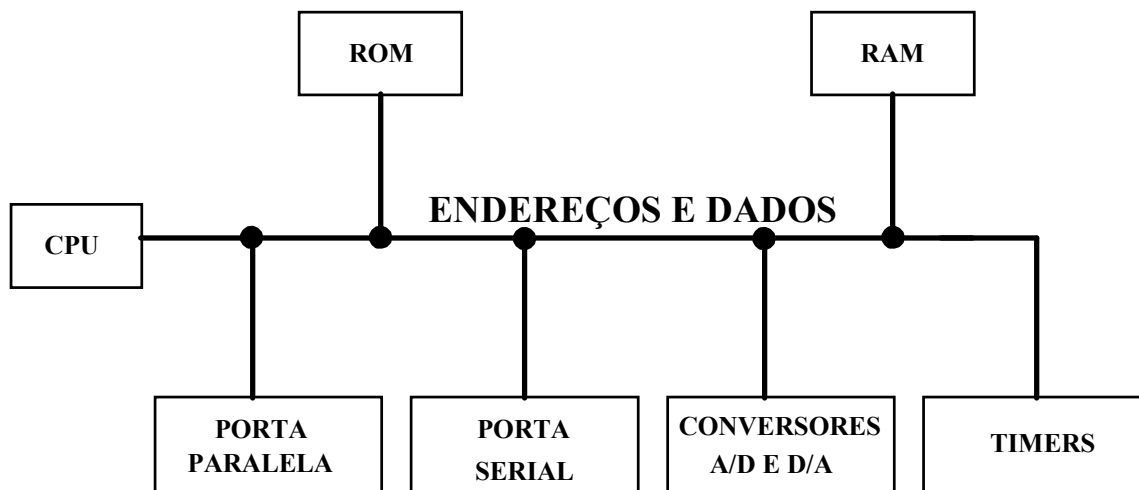 ROM
RAM
ENDEREÇOS E DADOS
CPU
PORTA
PARALELA
PORTA
SERIAL
CONVERSORES
A/D E D/A
TIMERS